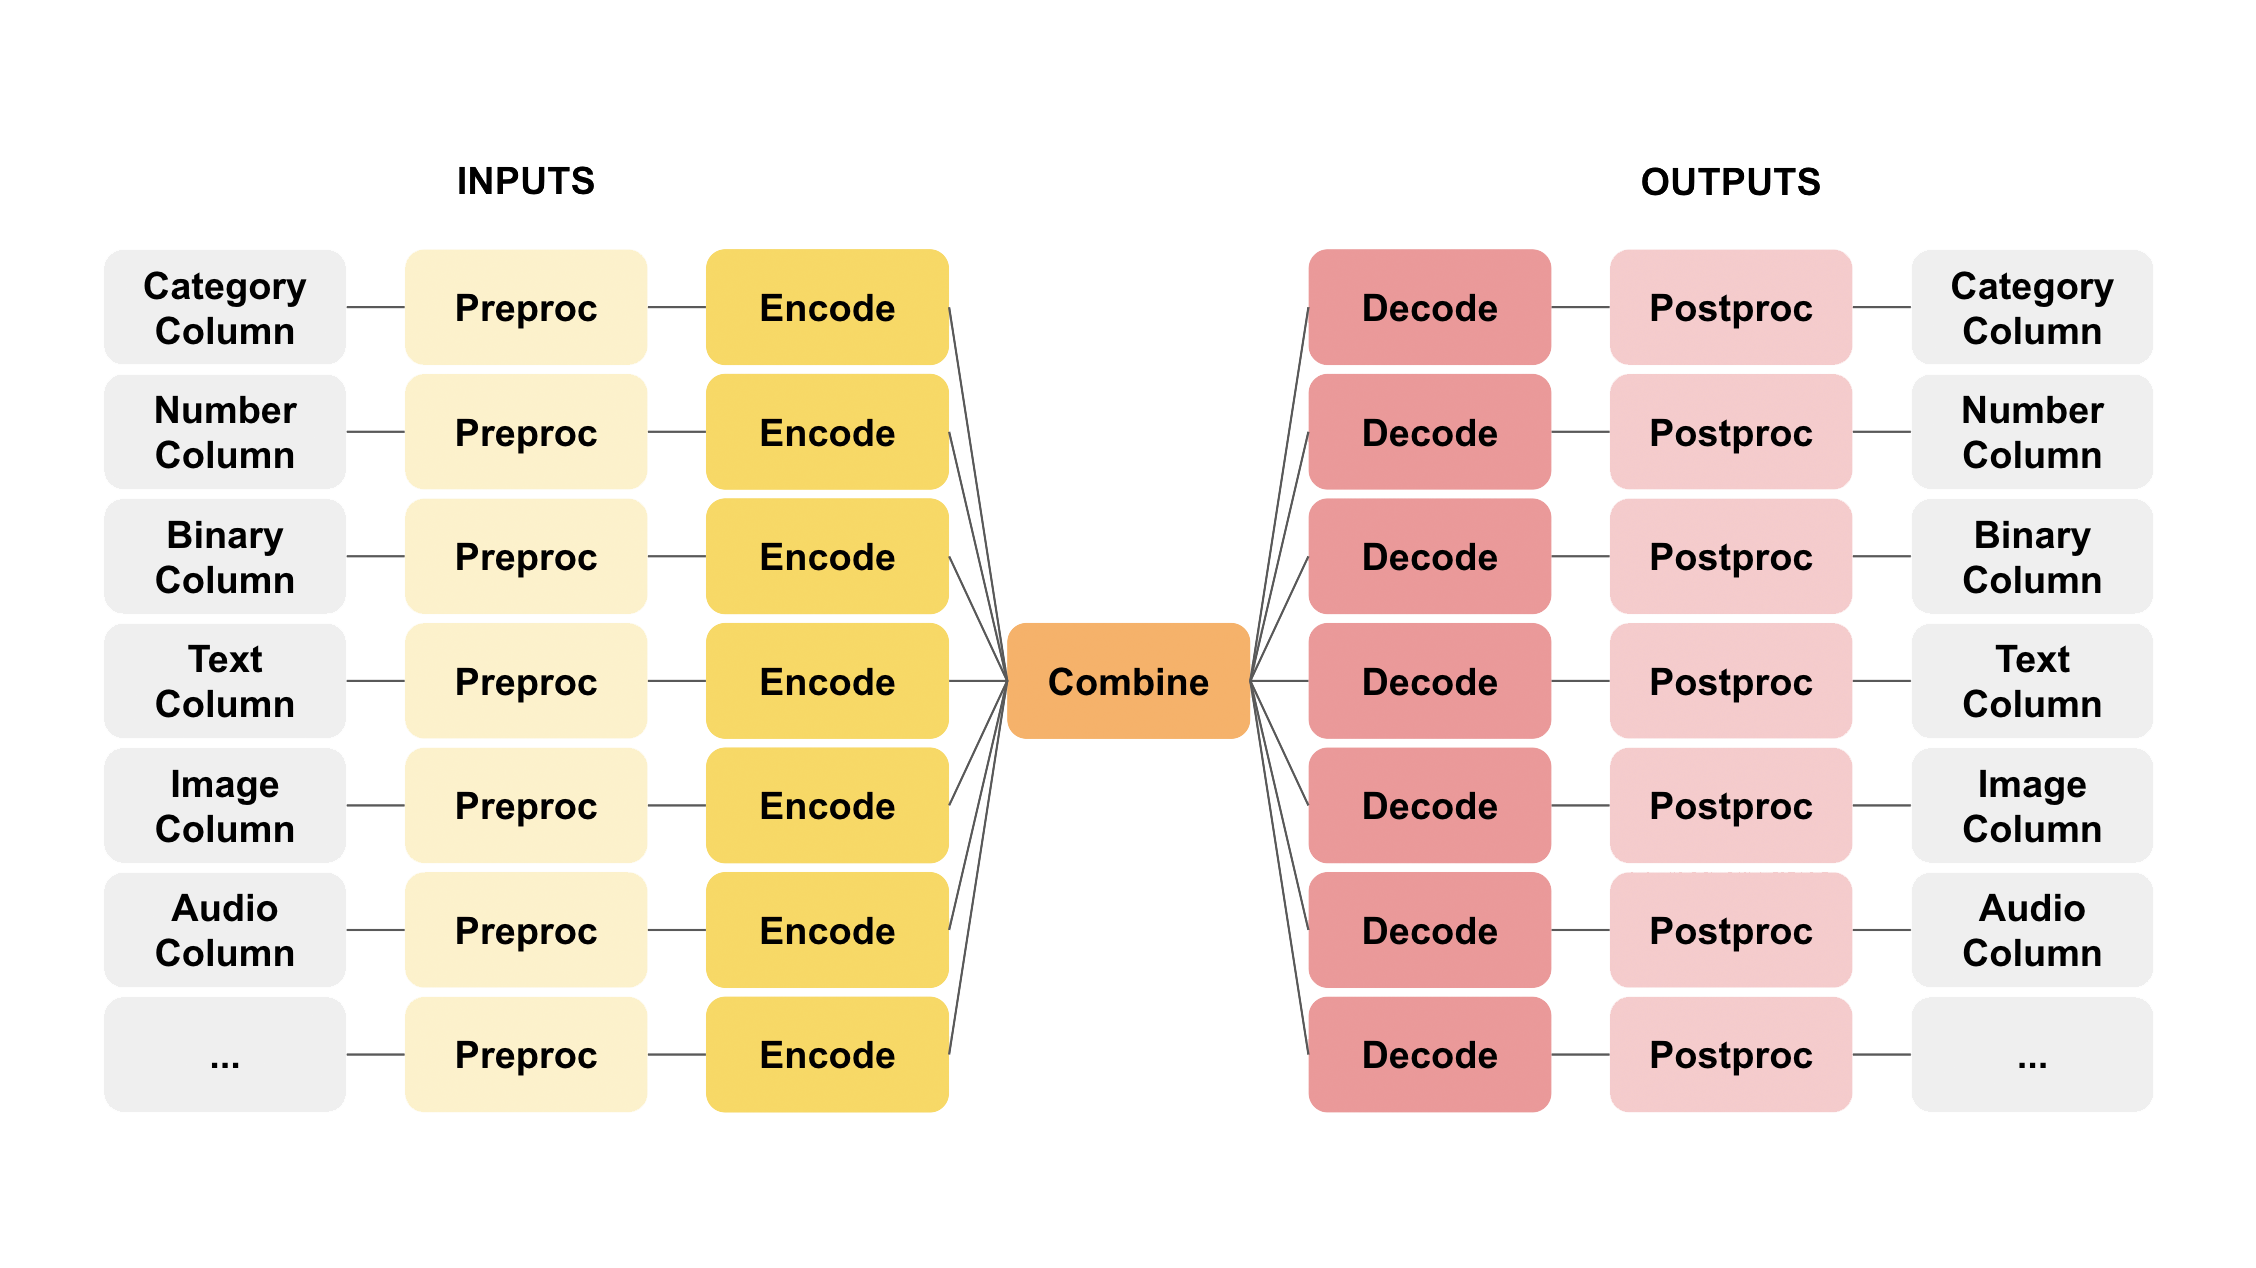 INPUTS
OUTPUTS
Category
Column
Preproc
Encode
Decode
Postproc
Category
Column
Number
Column
Preproc
Encode
Decode
Postproc
Number
Column
Binary
Column
Preproc
Encode
Decode
Postproc
Binary
Column
Text
Column
Preproc
Encode
Combine
Decode
Postproc
Text
Column
Image
Column
Preproc
Encode
Decode
Postproc
Image
Column
Audio
Column
Preproc
Encode
Decode
Postproc
Audio
Column
...
Preproc
Encode
Decode
Postproc
...